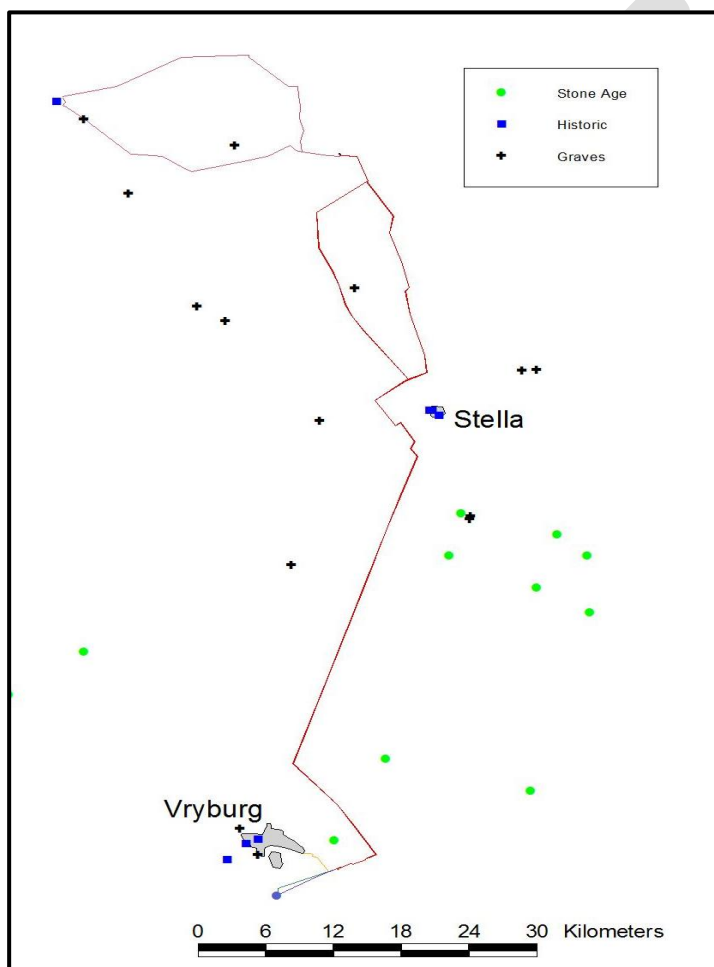 Stone Age
Historic
Graves
Stella
Vryburg
0 6 12 18 24 30 Kilometers